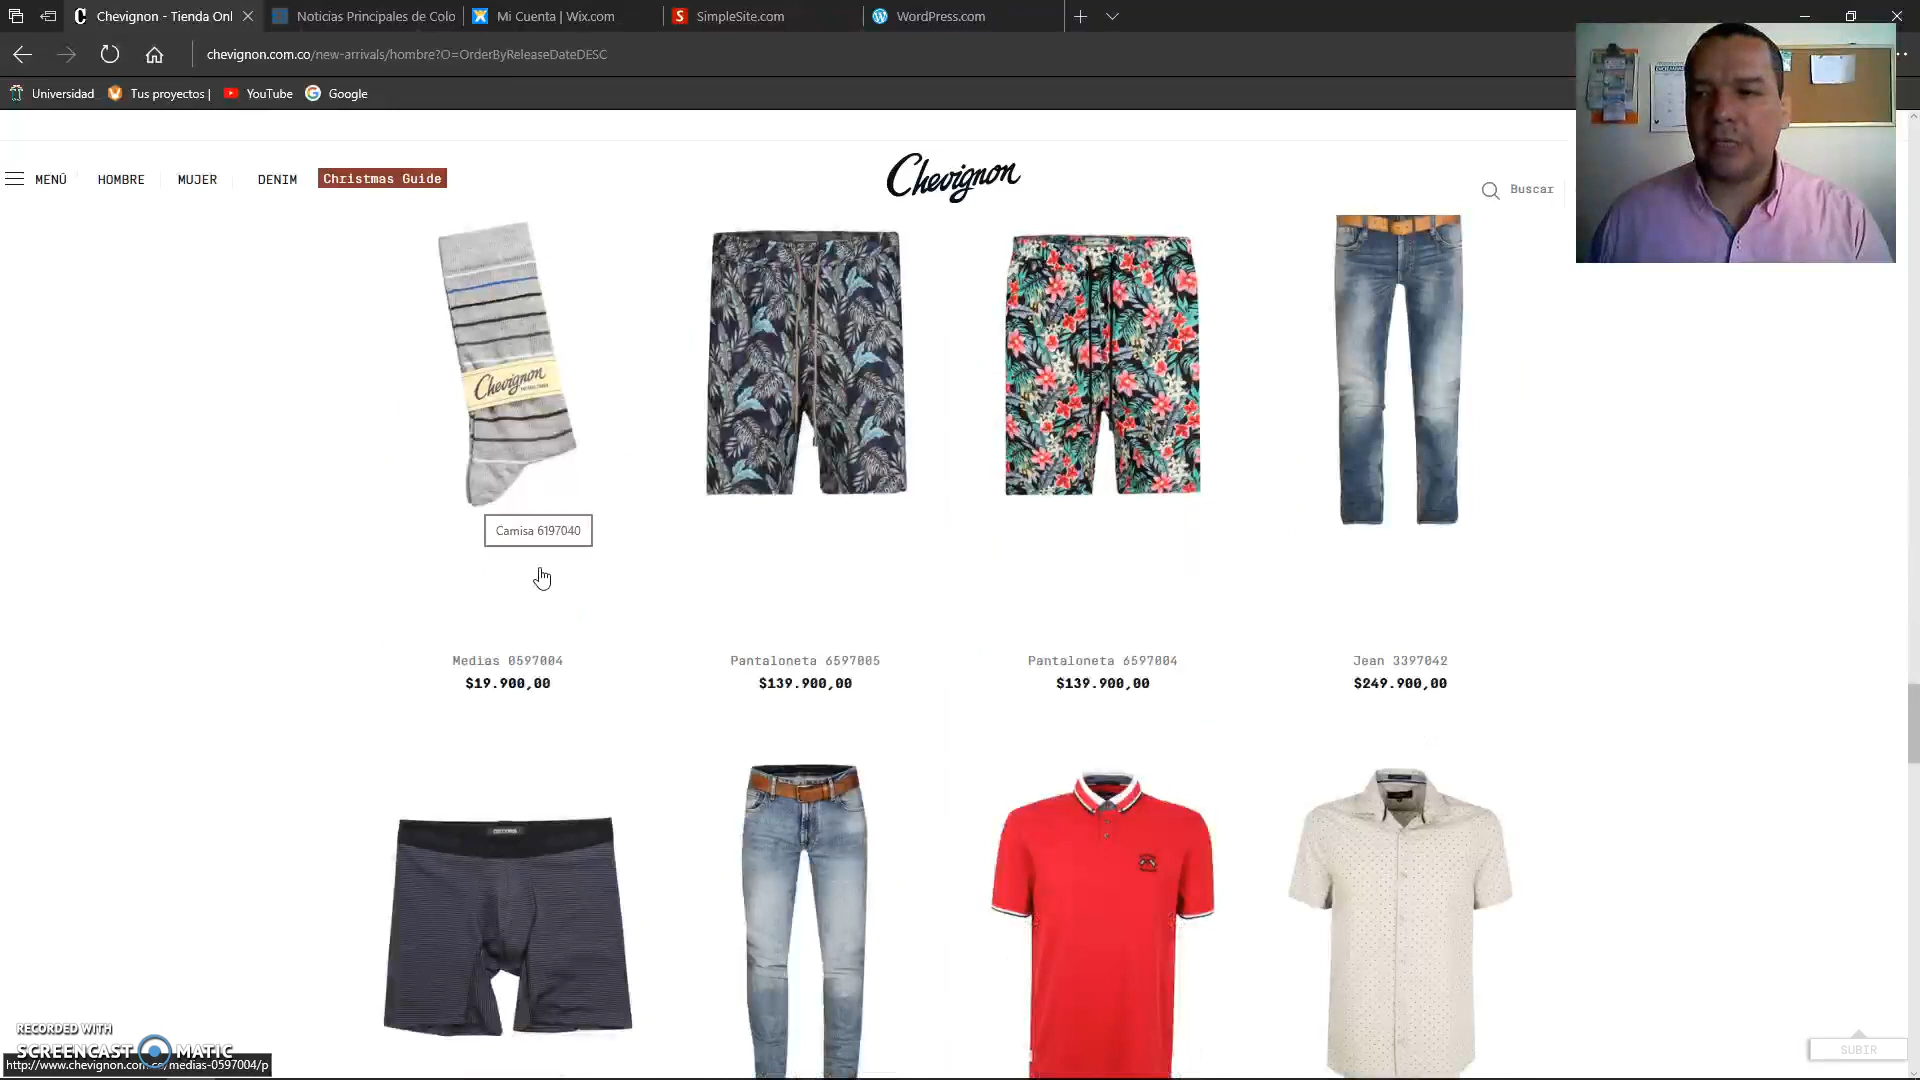 Chevignon - Tienda Onl
Noticias Principales de Colo
Mi Cuenta | Wix.com
SimpleSite.com
WordPress.com
chevignon.com.co/new-arrivals/hombre?O=OrderByReleaseDateDESC
Universidad
Tus proyectos |
YouTube
Google
MENÚ
HOMBRE
MUJER
DENIM
Christmas Guide
Chevignon
Buscar
Chevignon
Camisa 6197040
Medias 0597004
$19.900,00
Pantaloneta 6597005
$139.900,00
Pantaloneta 6597004
$139.900,00
Jean 3397042
$249.900,00
RECORDED WITH
SCREENCAST MATIC
http://www.chevignon.com.co/medias-0597004/p
SUBIR